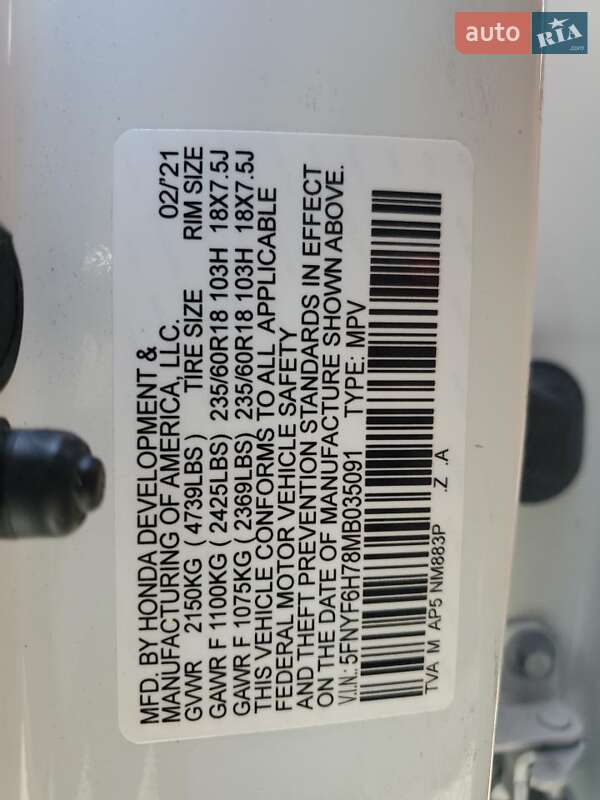 auto RIA
.com
MFD. BY HONDA DEVELOPMENT &
MANUFACTURING OF AMERICA, LLC. 02/'21
GVWR 2150KG ( 4739LBS ) TIRE SIZE RIM SIZE
GAWR F 1100KG ( 2425LBS) 235/60R18 103H 18X7.5J
GAWR F 1075KG ( 2369LBS) 235/60R18 103H 18X7.5J
THIS VEHICLE CONFORMS TO ALL APPLICABLE
FEDERAL MOTOR VEHICLE SAFETY
AND THEFT PREVENTION STANDARDS IN EFFECT
ON THE DATE OF MANUFACTURE SHOWN ABOVE.
V.I.N.: 5FNYF6H78MB035091 TYPE: MPV
TVA M AP5 NM883P .Z .A